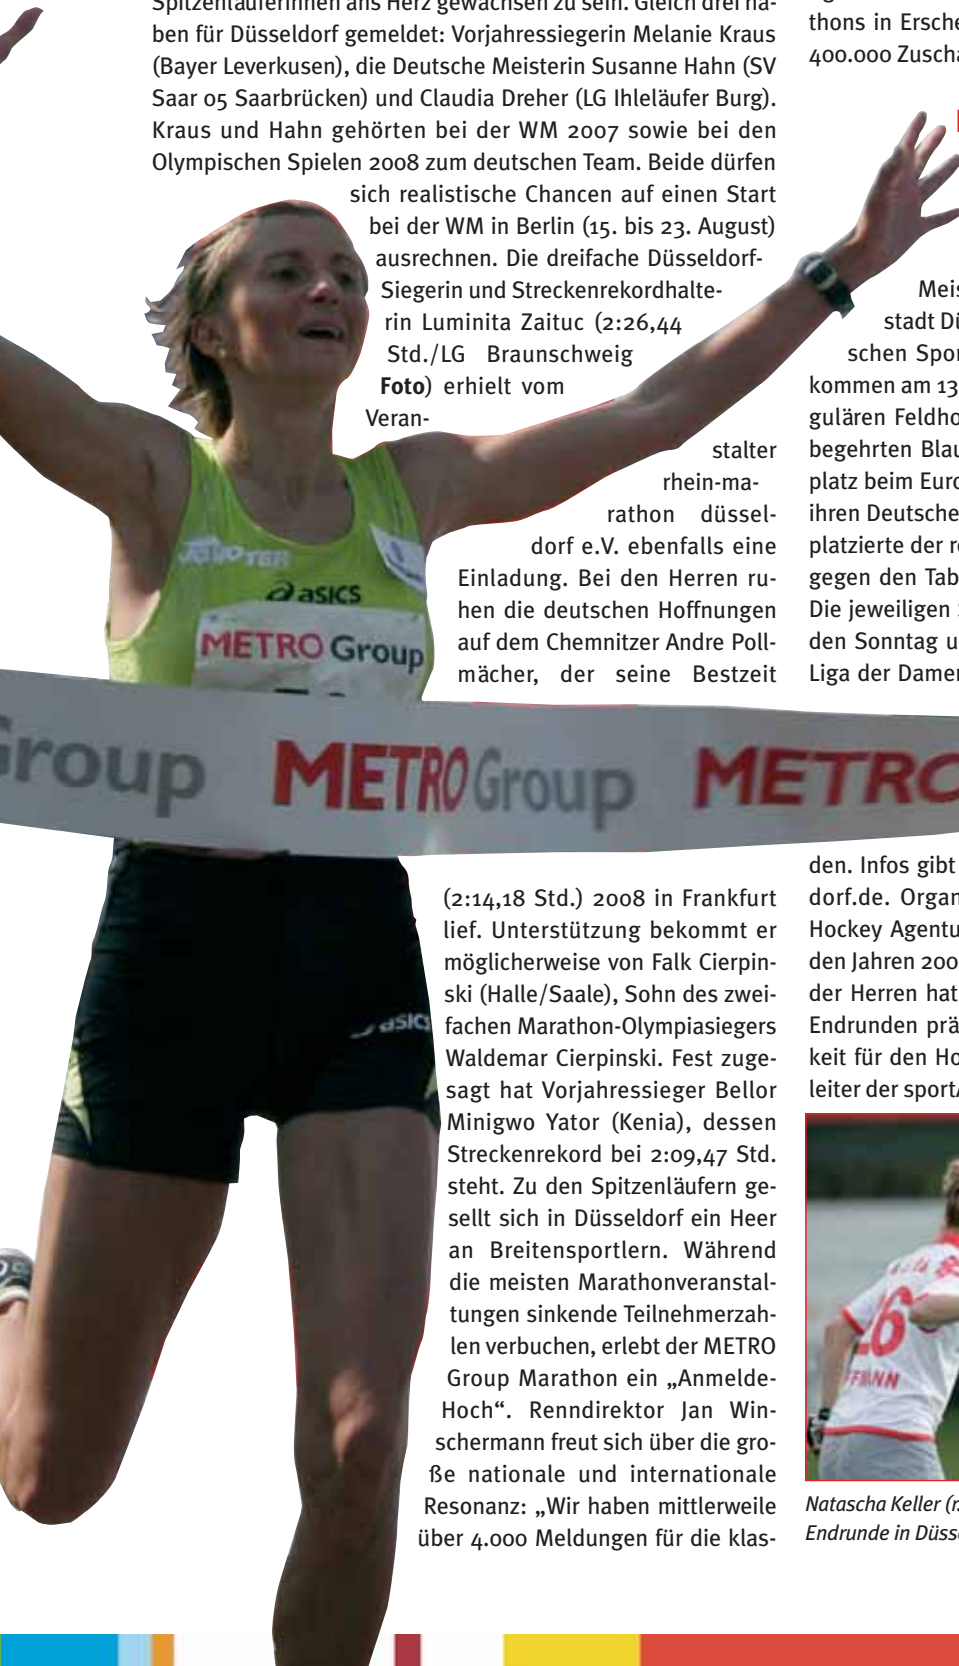 Spitzenläuferinnen ans Herz gewachsen zu sein. Gleich drei ha-
ben für Düsseldorf gemeldet: Vorjahressiegerin Melanie Kraus
(Bayer Leverkusen), die Deutsche Meisterin Susanne Hahn (SV
Saar 05 Saarbrücken) und Claudia Dreher (LG Ihleläufer Burg).
Kraus und Hahn gehörten bei der WM 2007 sowie bei den
Olympischen Spielen 2008 zum deutschen Team. Beide dürfen
sich realistische Chancen auf einen Start
bei der WM in Berlin (15. bis 23. August)
ausrechnen. Die dreifache Düsseldorf-
Siegerin und Streckenrekordhalte-
rin Luminita Zaituc (2:26,44
Std./LG Braunschweig
Foto) erhielt vom
Veran-
stalter
rhein-ma-
rathon düssel-
dorf e.V. ebenfalls eine
Einladung. Bei den Herren ru-
hen die deutschen Hoffnungen
auf dem Chemnitzer Andre Poll-
mächer, der seine Bestzeit
(2:14,18 Std.) 2008 in Frankfurt
lief. Unterstützung bekommt er
möglicherweise von Falk Cierpin-
ski (Halle/Saale), Sohn des zwei-
fachen Marathon-Olympiasiegers
Waldemar Cierpinski. Fest zuge-
sagt hat Vorjahressieger Bellor
Minigwo Yator (Kenia), dessen
Streckenrekord bei 2:09,47 Std.
steht. Zu den Spitzenläufern ge-
sellt sich in Düsseldorf ein Heer
an Breitensportlern. Während
die meisten Marathonveranstal-
tungen sinkende Teilnehmerzah-
len verbuchen, erlebt der METRO
Group Marathon ein „Anmelde-
Hoch“. Renndirektor Jan Win-
schermann freut sich über die gro-
ße nationale und internationale
Resonanz: „Wir haben mittlerweile
über 4.000 Meldungen für die klas-
asics
METRO Group
Group METRO Group METRO
asics
thons in Ersche
400.000 Zuscha
Meis
stadt Dü
schen Spor
kommen am 13
gulären Feldho
begehrten Blau
platz beim Euro
ihren Deutsche
platzierte der re
gegen den Tab
Die jeweiligen
den Sonntag u
Liga der Damen
den. Infos gibt
dorf.de. Organ
Hockey Agentu
den Jahren 200
der Herren hat
Endrunden prä
keit für den Ho
leiter der sportA
26
Natascha Keller (r.
Endrunde in Düsse